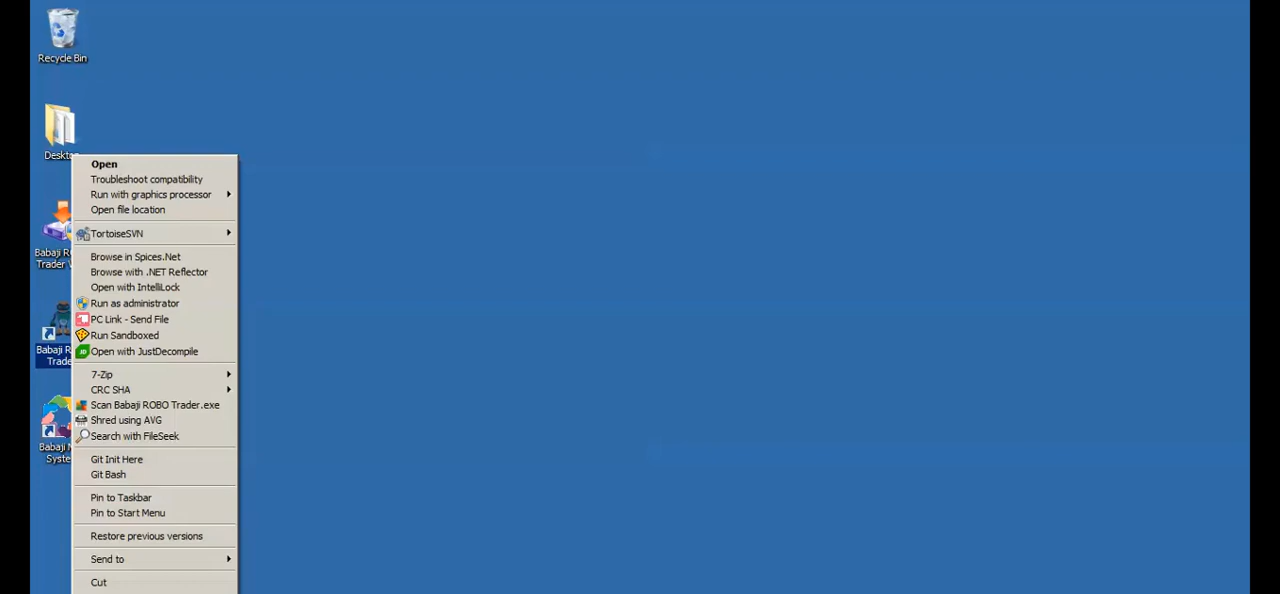 Recycle Bin
Desktop
Open
Troubleshoot compatibility
Run with graphics processor
Open file location
TortoiseSVN
Babaji
Trader
Browse in Spices.Net
Browse with .NET Reflector
Open with IntelliLock
Run as administrator
PC Link - Send File
Run Sandboxed
Open with JustDecompile
Babaji
Trade
7-Zip
CRC SHA
Scan Babaji ROBO Trader.exe
Shred using AVG
Search with FileSeek
Babaji
Syste
Git Init Here
Git Bash
Pin to Taskbar
Pin to Start Menu
Restore previous versions
Send to
Cut